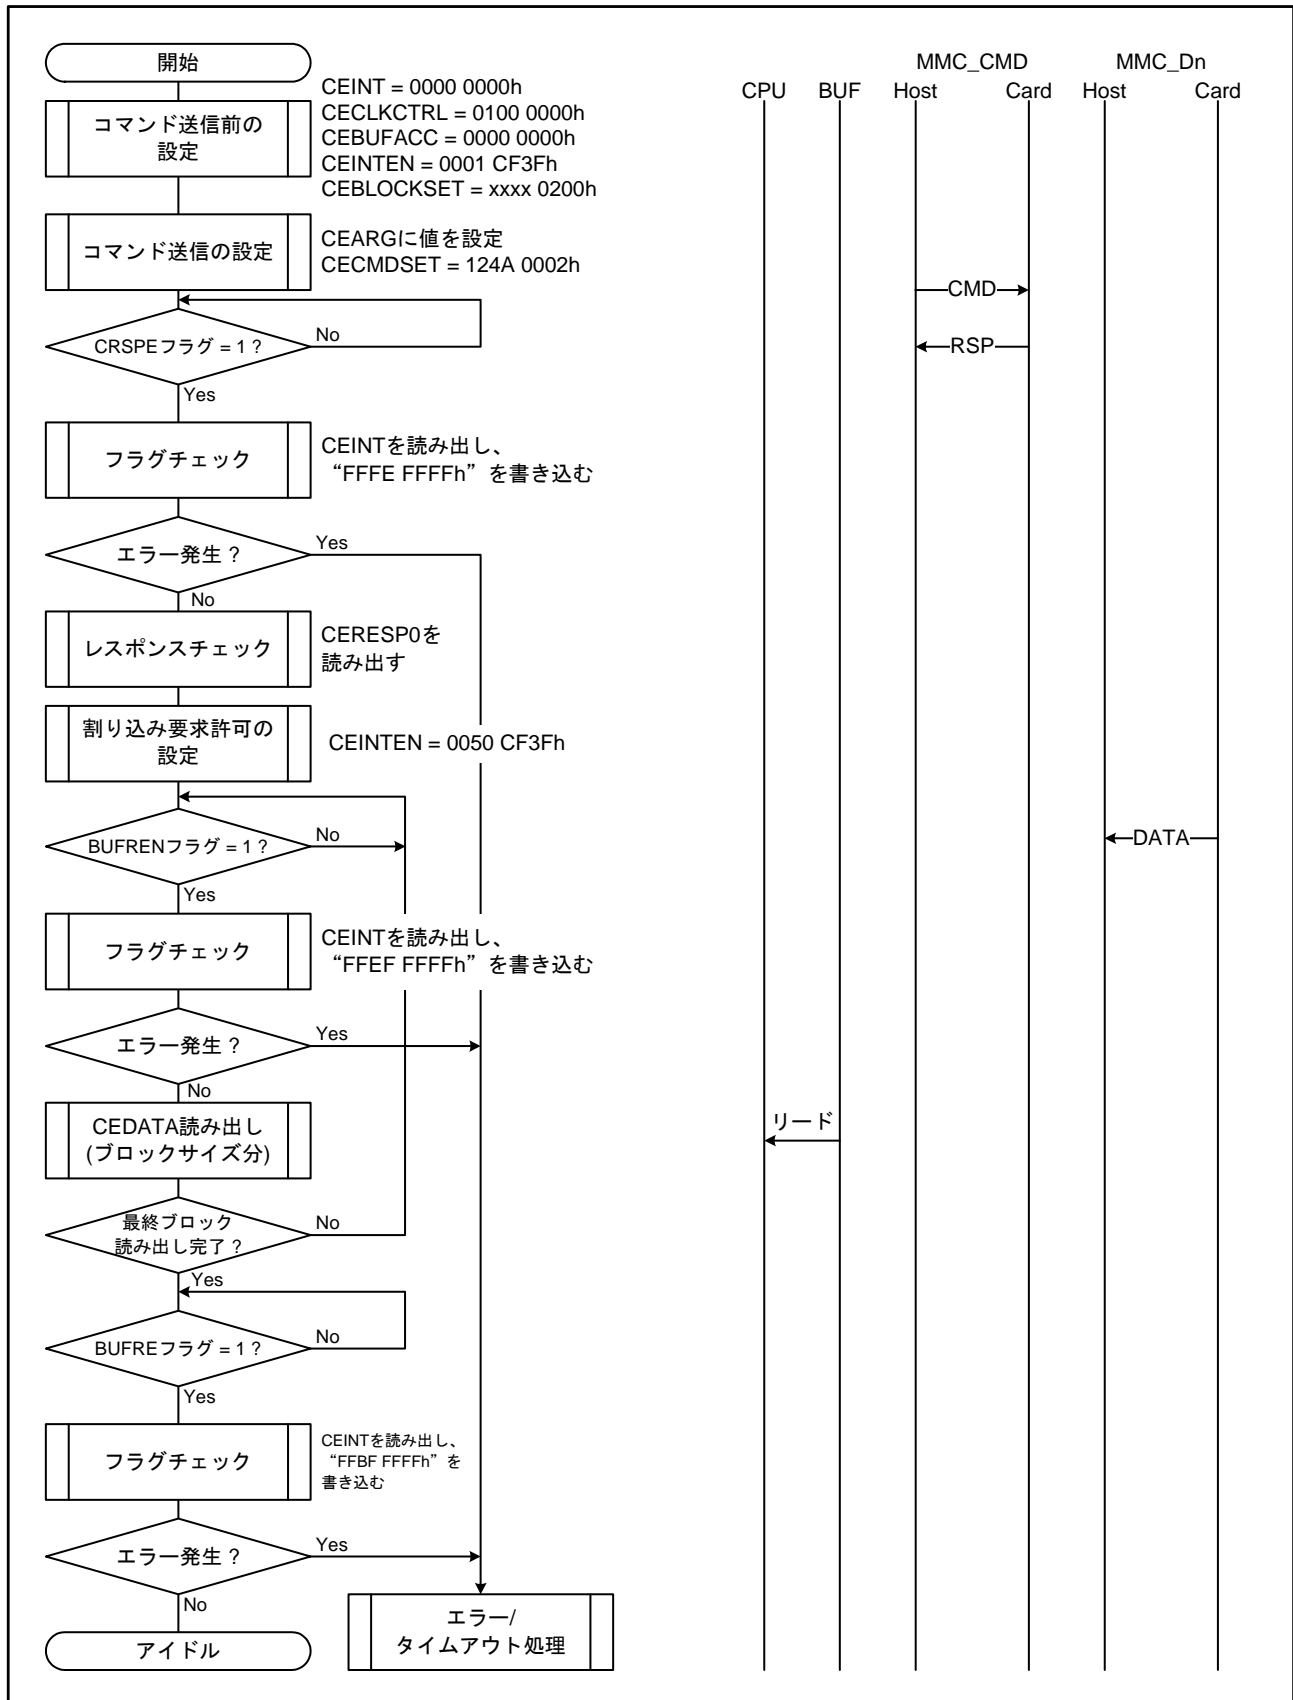 開始
CEINT = 0000 0000h
CECLKCTRL = 0100 0000h
CEBUFACC = 0000 0000h
CEINTEN = 0001 CF3Fh
CEBLOCKSET = xxxx 0200h
コマンド送信前の
設定
コマンド送信の設定
CEARGに値を設定
CECMDSET = 124A 0002h
CRSPEフラグ = 1 ?
No
Yes
フラグチェック
CEINTを読み出し、
“FFFE FFFFh” を書き込む
エラー発生 ?
Yes
No
レスポンスチェック
CERESP0を
読み出す
割り込み要求許可の
設定
CEINTEN = 0050 CF3Fh
BUFRENフラグ = 1 ?
No
Yes
フラグチェック
CEINTを読み出し、
“FFEF FFFFh” を書き込む
エラー発生 ?
Yes
No
CEDATA読み出し
(ブロックサイズ分)
最終ブロック
読み出し完了 ?
No
Yes
BUFREフラグ = 1 ?
No
Yes
フラグチェック
CEINTを読み出し、
“FFBF FFFFh” を
書き込む
エラー発生 ?
Yes
No
アイドル
エラー/
タイムアウト処理
MMC_CMD
MMC_Dn
CPU
BUF
Host
Card
Host
Card
CMD
RSP
DATA
リード